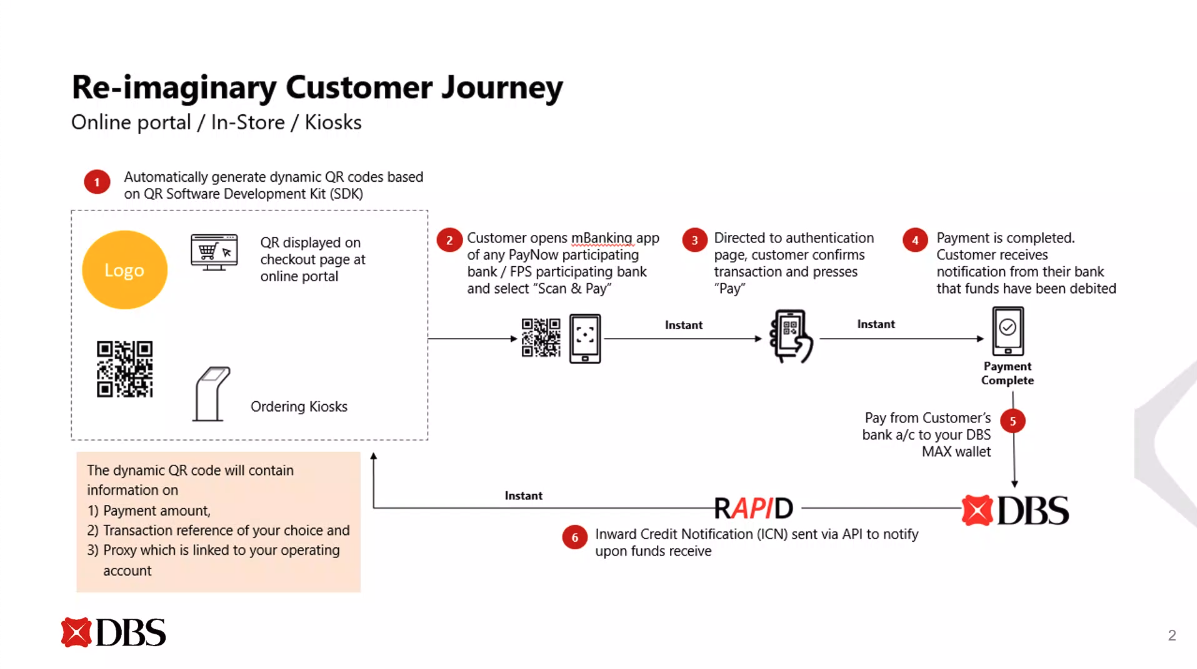 Re-imaginary Customer Journey
Online portal / In-Store / Kiosks
1
Automatically generate dynamic QR codes based
on QR Software Development Kit (SDK)
Logo
QR displayed on
checkout page at
online portal
Ordering Kiosks
2
Customer opens mBanking app
of any PayNow participating
bank / FPS participating bank
and select “Scan & Pay”
Instant
3
Directed to authentication
page, customer confirms
transaction and presses
“Pay”
Instant
4
Payment is completed.
Customer receives
notification from their bank
that funds have been debited
Payment
Complete
Pay from Customer’s
bank a/c to your DBS
MAX wallet
5
DBS
RAPID
Instant
6
Inward Credit Notification (ICN) sent via API to notify
upon funds receive
The dynamic QR code will contain
information on
1) Payment amount,
2) Transaction reference of your choice and
3) Proxy which is linked to your operating
account
DBS
2